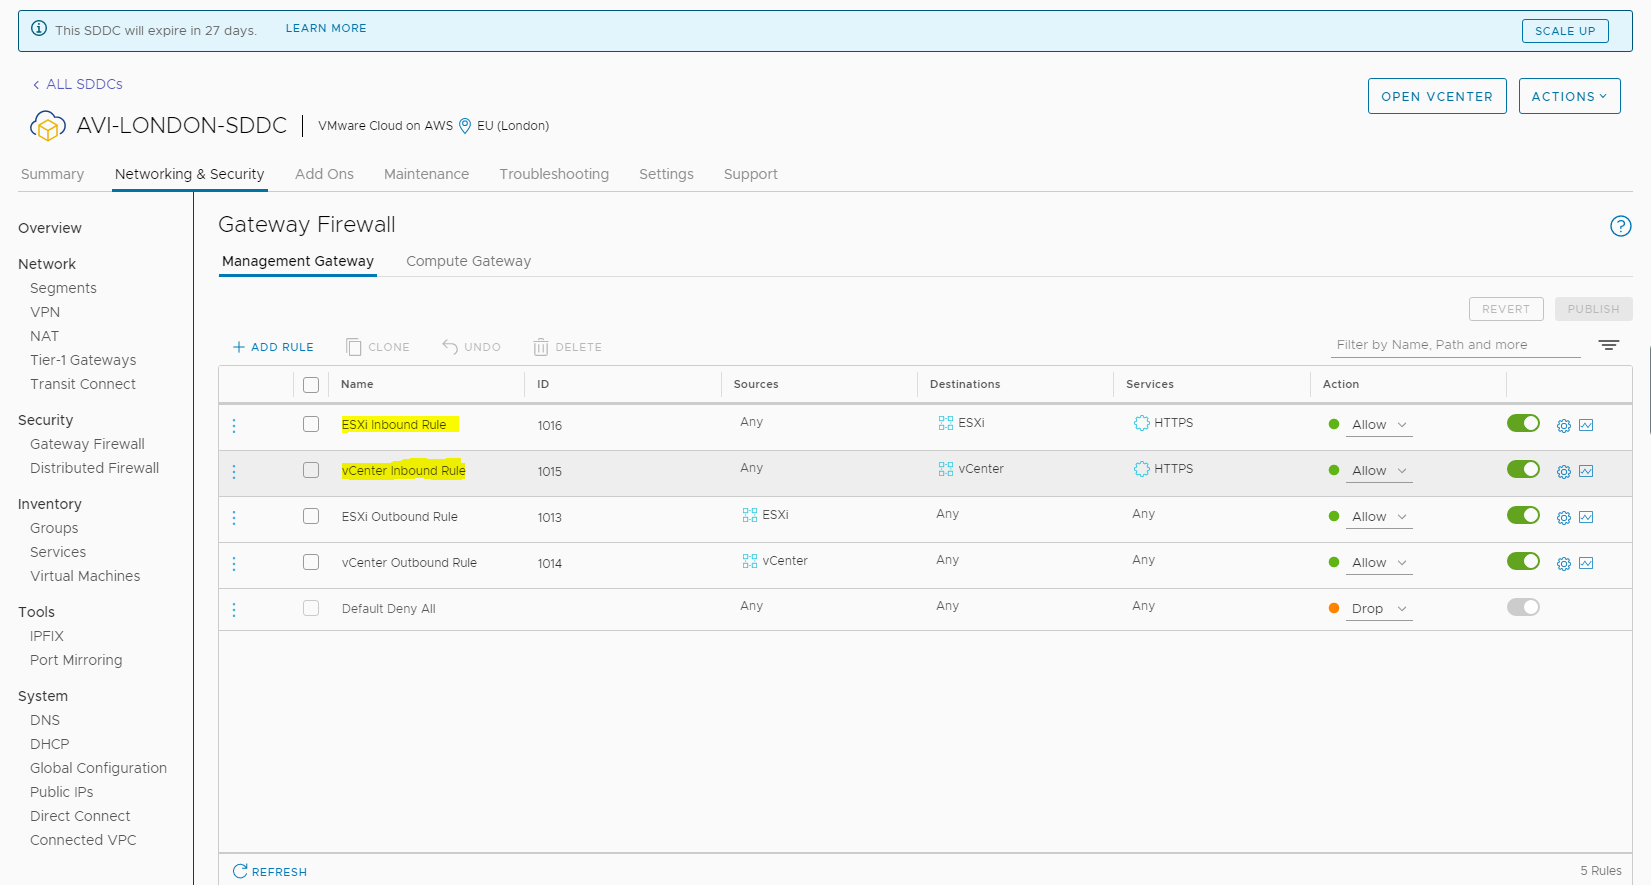 This SDDC will expire in 27 days. LEARN MORE SCALE UP
ALL SDDCs
OPEN VCENTER ACTIONS
AVI-LONDON-SDDC VMware Cloud on AWS EU (London)
Summary Networking & Security Add Ons Maintenance Troubleshooting Settings Support
Overview
Network
Segments
VPN
NAT
Tier-1 Gateways
Transit Connect
Security
Gateway Firewall
Distributed Firewall
Inventory
Groups
Services
Virtual Machines
Tools
IPFIX
Port Mirroring
System
DNS
DHCP
Global Configuration
Public IPs
Direct Connect
Connected VPC
Gateway Firewall
Management Gateway Compute Gateway
REVERT PUBLISH
ADD RULE CLONE UNDO DELETE Filter by Name, Path and more
Name ID Sources Destinations Services Action
ESXi Inbound Rule 1016 Any ESXi HTTPS Allow
vCenter Inbound Rule 1015 Any vCenter HTTPS Allow
ESXi Outbound Rule 1013 ESXi Any Any Allow
vCenter Outbound Rule 1014 vCenter Any Any Allow
Default Deny All Any Any Any Drop
REFRESH 5 Rules